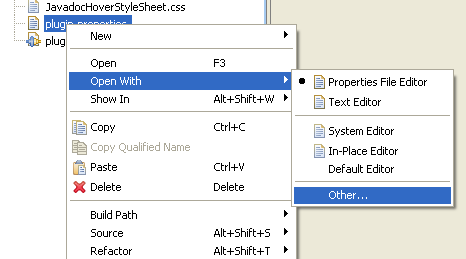 JavadocHoverStyleSheet.css
plugin.properties
plug
New
Open F3
Open With
Show In Alt+Shift+W
Copy Ctrl+C
Copy Qualified Name
Paste Ctrl+V
Delete Delete
Build Path
Source Alt+Shift+S
Refactor Alt+Shift+T
Properties File Editor
Text Editor
System Editor
In-Place Editor
Default Editor
Other...